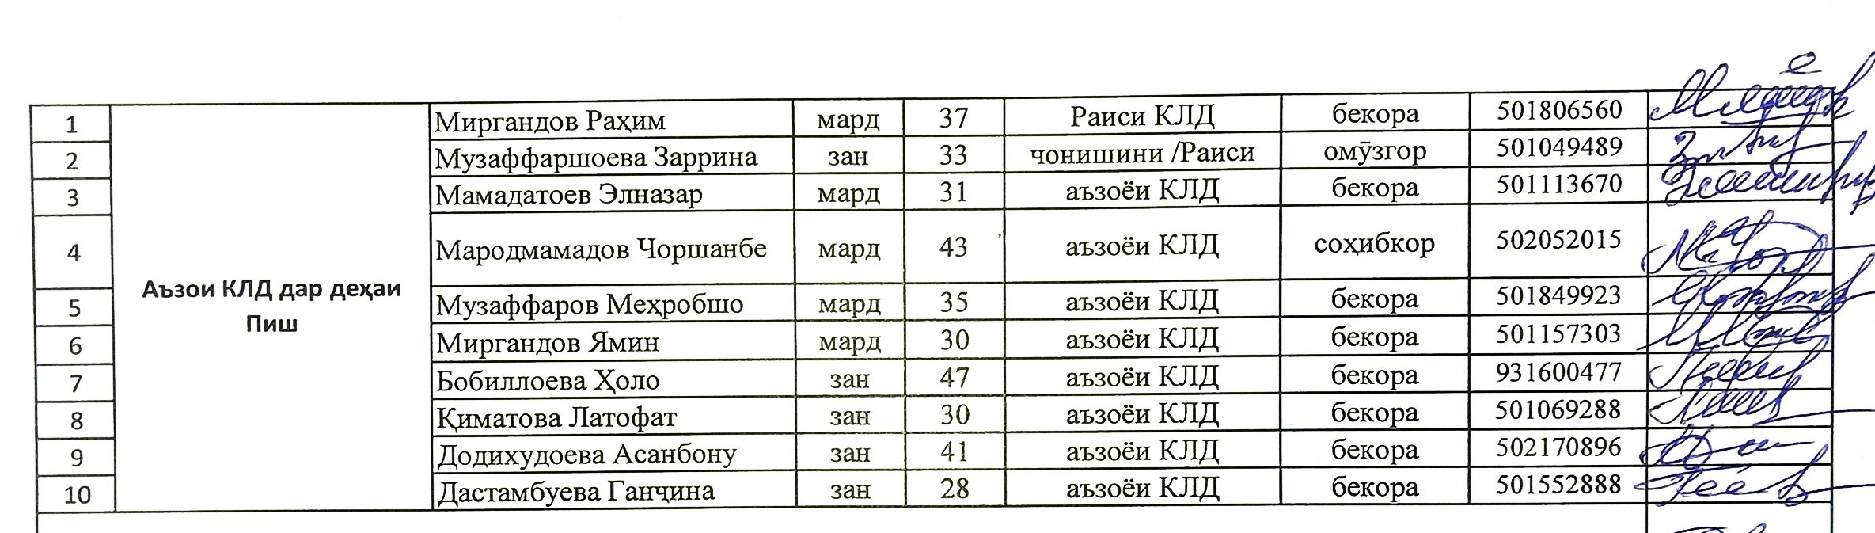 1 Миргандов Раҳим мард 37 Раиси КЛД бекора 501806560
2 Музаффаршоева Заррина зан 33 чонишини /Раиси омӯзгор 501049489
3 Мамадатоев Элназар мард 31 аъзоёи КЛД бекора 501113670
4 Мародмамадов Чоршанбе мард 43 аъзоёи КЛД соҳибкор 502052015
Аъзои КЛД дар деҳаи
Пиш
5 Музаффаров Меҳробшо мард 35 аъзоёи КЛД бекора 501849923
6 Миргандов Ямин мард 30 аъзоёи КЛД бекора 501157303
7 Бобиллоева Ҳоло зан 47 аъзоёи КЛД бекора 931600477
8 Қиматова Латофат зан 30 аъзоёи КЛД бекора 501069288
9 Додихудоева Асанбону зан 41 аъзоёи КЛД бекора 502170896
10 Дастамбуева Ганҷина зан 28 аъзоёи КЛД бекора 501552888